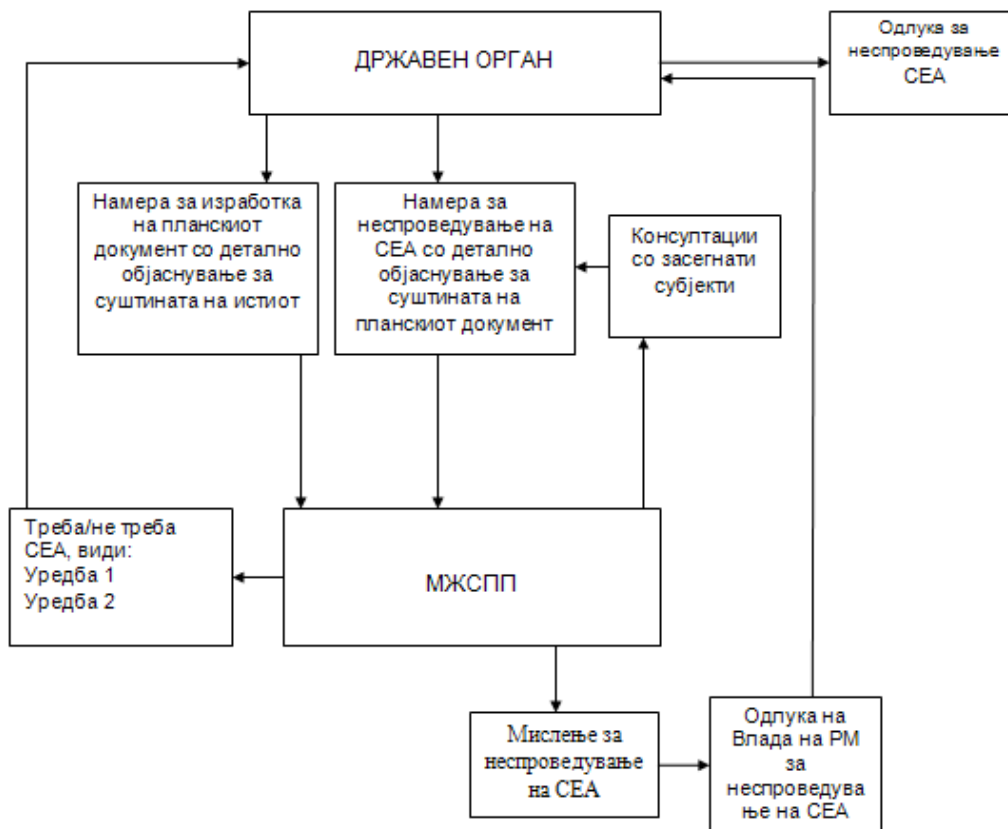 ДРЖАВЕН ОРГАН
Одлука за
неспроведување
СЕА
Намера за изработка
на планскиот
документ со детално
објаснување за
суштината на истиот
Намера за
неспроведување на
СЕА со детално
објаснување за
суштината на
планскиот документ
Консултации
со засегнати
субјекти
Треба/не треба
СЕА, види:
Уредба 1
Уредба 2
МЖСПП
Мислење за
неспроведување
на СЕА
Одлука на
Влада на РМ
за
неспроведува
ње на СЕА